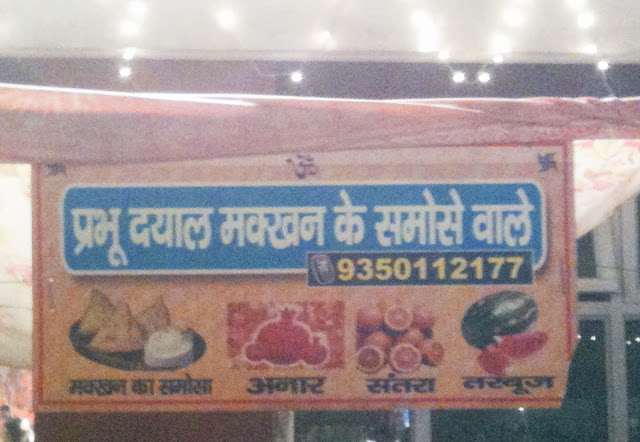 ॐ
प्रभू दयाल मक्खन के समोसे वाले
9350112177
मक्खन का समोसा अनार संतरा तरबूज